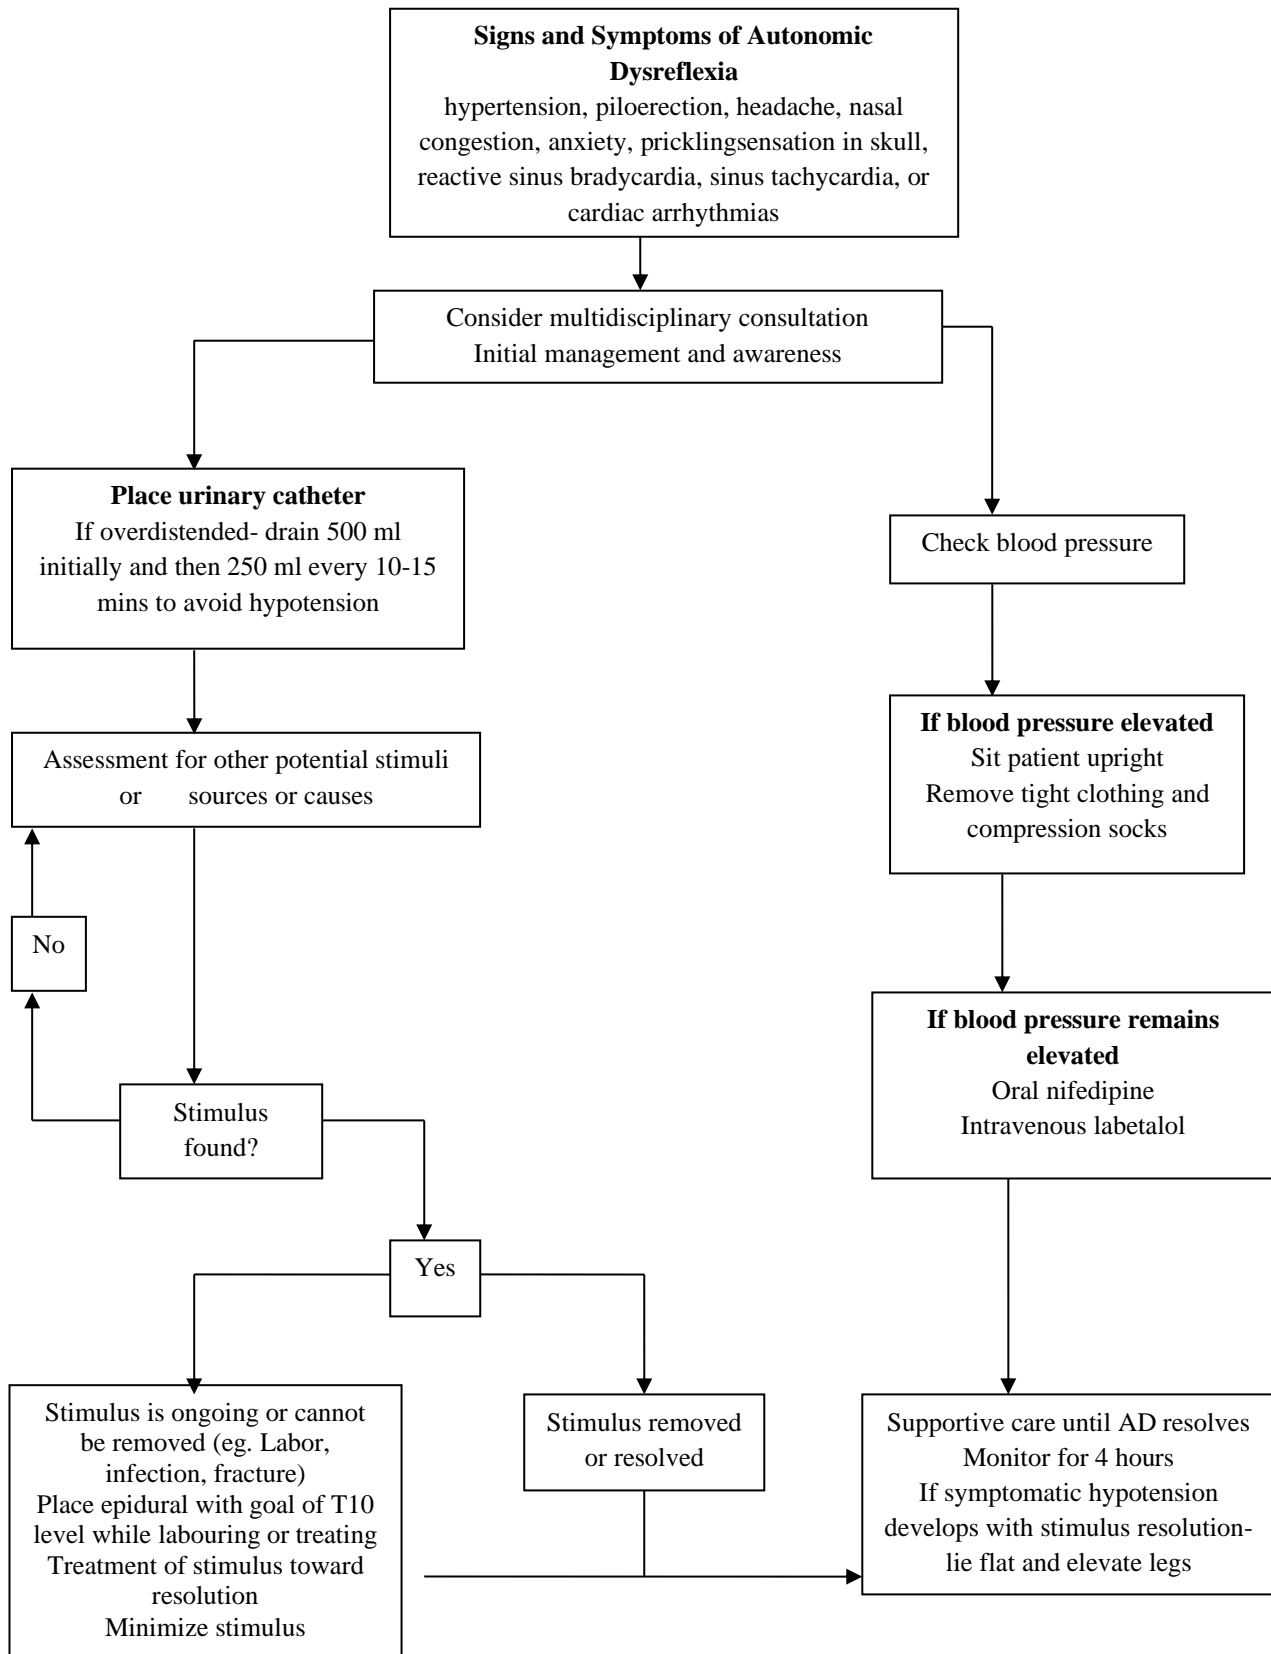 Signs and Symptoms of Autonomic
Dysreflexia
hypertension, piloerection, headache, nasal
congestion, anxiety, pricklingsensation in skull,
reactive sinus bradycardia, sinus tachycardia, or
cardiac arrhythmias
Consider multidisciplinary consultation
Initial management and awareness
Place urinary catheter
If overdistended- drain 500 ml
initially and then 250 ml every 10-15
mins to avoid hypotension
Check blood pressure
If blood pressure elevated
Sit patient upright
Remove tight clothing and
compression socks
Assessment for other potential stimuli
or sources or causes
No
If blood pressure remains
elevated
Oral nifedipine
Intravenous labetalol
Stimulus
found?
Yes
Stimulus is ongoing or cannot
be removed (eg. Labor,
infection, fracture)
Place epidural with goal of T10
level while labouring or treating
Treatment of stimulus toward
resolution
Minimize stimulus
Stimulus removed
or resolved
Supportive care until AD resolves
Monitor for 4 hours
If symptomatic hypotension
develops with stimulus resolution-
lie flat and elevate legs